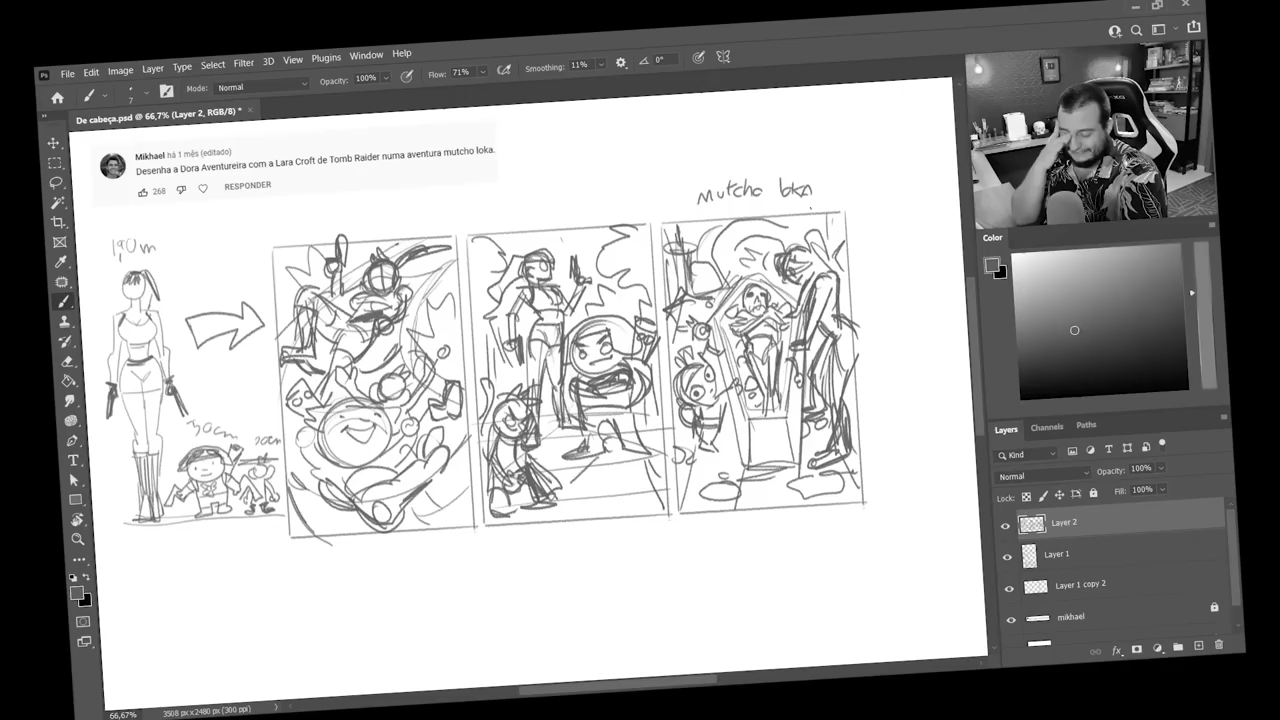 Ps File Edit Image Layer Type Select Filter 3D View Plugins Window Help
7 Mode: Normal Opacity: 100% Flow: 71% Smoothing: 11% 0°
De cabeça.psd @ 66,7% (Layer 2, RGB/8) * ×
Mikhael há 1 mês (editado)
Desenha a Dora Aventureira com a Lara Croft de Tomb Raider numa aventura mutcho loka.
268 RESPONDER
Mutcho loka
1,90m
30cm
20cm
Color
Layers Channels Paths
Kind
Normal Opacity: 100%
Lock: Fill: 100%
Layer 2
Layer 1
Layer 1 copy 2
mikhael
fx
66,67% 3508 px x 2480 px (300 ppi)